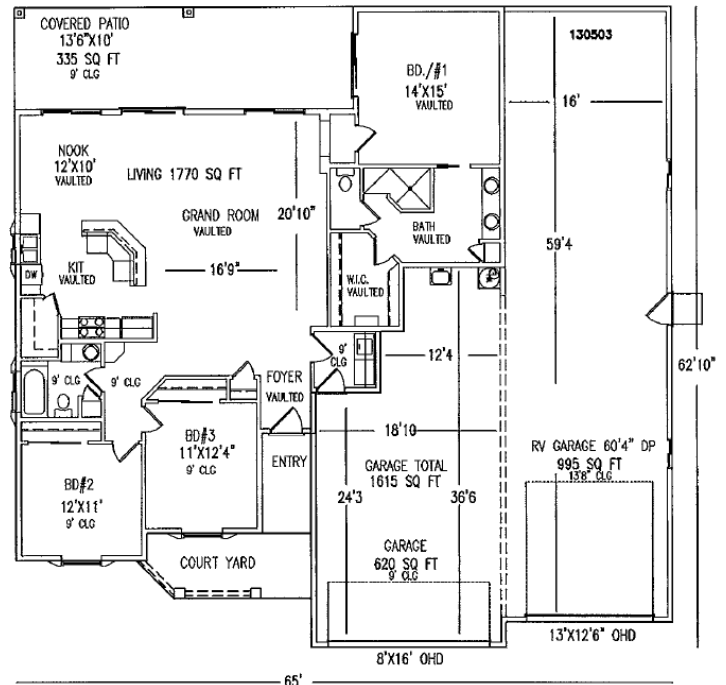 COVERED PATIO
13'6"X10'
335 SQ FT
9' CLG
BD./#1
14'X15'
VAULTED
130503
16'
NOOK
12'X10'
VAULTED
LIVING 1770 SQ FT
GRAND ROOM
VAULTED
20'10"
16'9"
KIT
VAULTED
DW
BATH
VAULTED
W.I.C.
VAULTED
59'4
62'10"
9' CLG
9' CLG
9'
CLG
FOYER
VAULTED
12'4
18'10
BD#3
11'X12'4"
9' CLG
ENTRY
BD#2
12'X11'
9' CLG
GARAGE TOTAL
1615 SQ FT
24'3
36'6
RV GARAGE 60'4" DP
995 SQ FT
13'8" CLG
COURT YARD
GARAGE
620 SQ FT
9' CLG
8'X16' OHD
13'X12'6" OHD
65'